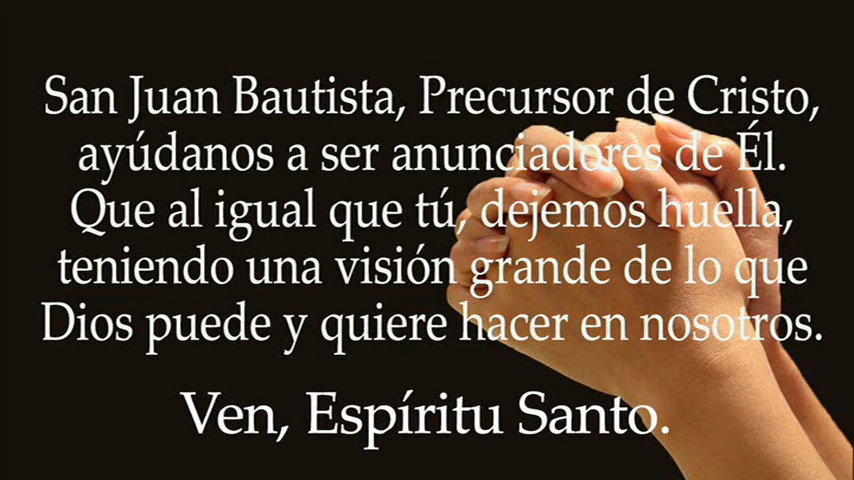 San Juan Bautista, Precursor de Cristo,
ayúdanos a ser anunciadores de Él.
Que al igual que tú, dejemos huella,
teniendo una visión grande de lo que
Dios puede y quiere hacer en nosotros.
Ven, Espíritu Santo.